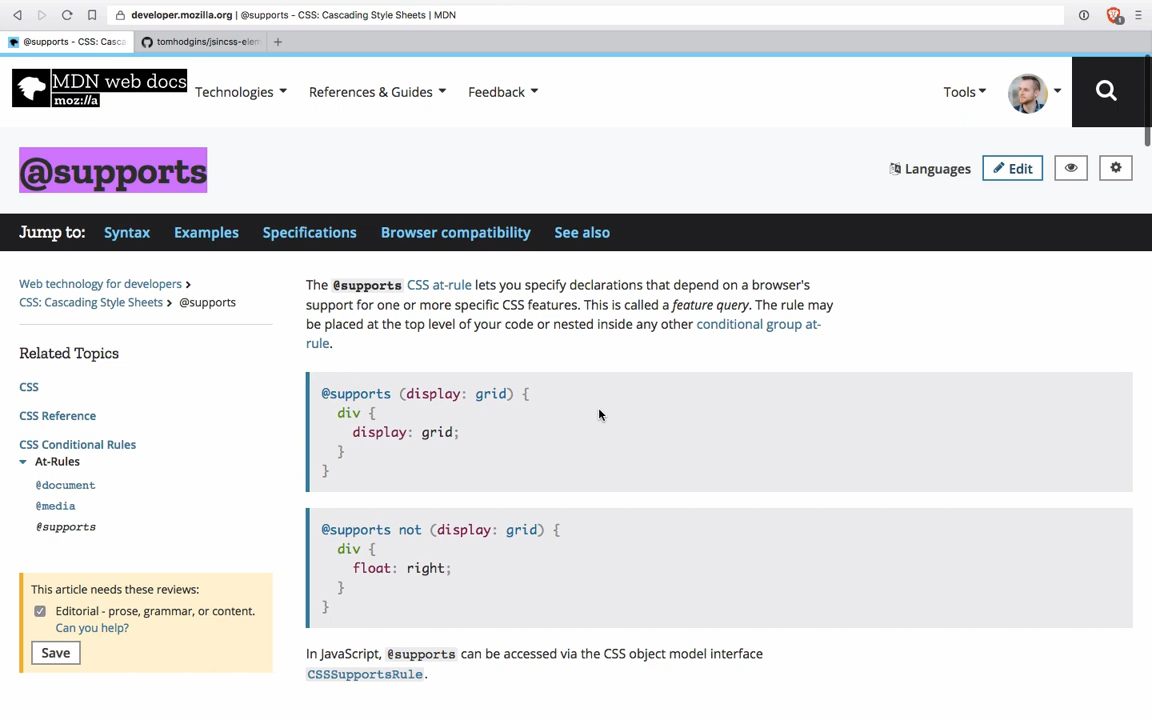 developer.mozilla.org | @supports - CSS: Cascading Style Sheets | MDN
1
@supports - CSS: Casca
tomhodgins/jsincss-elem
MDN web docs
moz://a
Technologies
References & Guides
Feedback
Tools
@supports
Languages
Edit
Jump to:
Syntax
Examples
Specifications
Browser compatibility
See also
Web technology for developers
CSS: Cascading Style Sheets
@supports
Related Topics
CSS
CSS Reference
CSS Conditional Rules
At-Rules
@document
@media
@supports
This article needs these reviews:
Editorial - prose, grammar, or content.
Can you help?
Save
The @supports CSS at-rule lets you specify declarations that depend on a browser's
support for one or more specific CSS features. This is called a feature query. The rule may
be placed at the top level of your code or nested inside any other conditional group at-
rule.
@supports (display: grid) {
  div {
    display: grid;
  }
}
@supports not (display: grid) {
  div {
    float: right;
  }
}
In JavaScript, @supports can be accessed via the CSS object model interface
CSSSupportsRule.